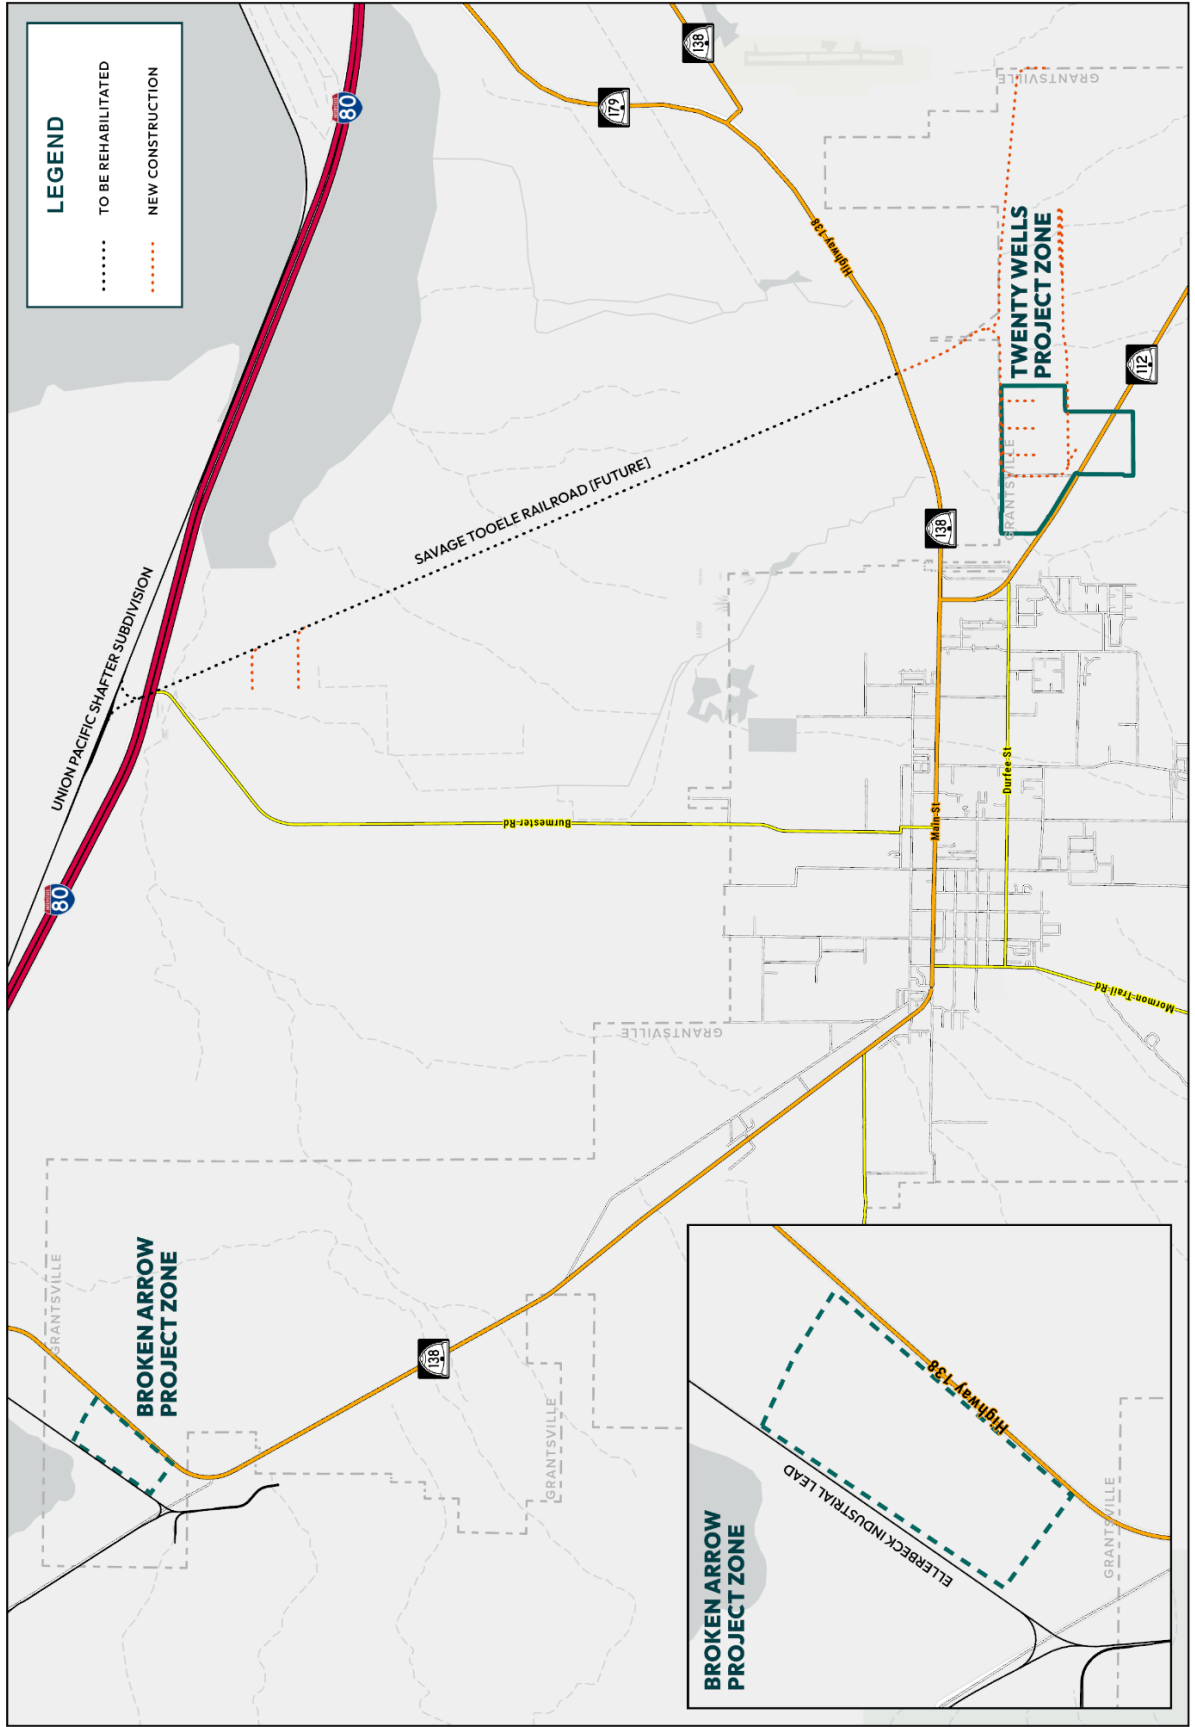 LEGEND
TO BE REHABILITATED
NEW CONSTRUCTION
80
138
179
GRANTSVILLE
Highway 138
TWENTY WELLS
PROJECT ZONE
112
GRANTSVILLE
SAVAGE TOOELE RAILROAD [FUTURE]
138
UNION PACIFIC SHAFTER SUBDIVISION
80
Burmester Rd
Main St
Durfee St
Mormon Trail Rd
GRANTSVILLE
BROKEN ARROW
PROJECT ZONE
GRANTSVILLE
138
GRANTSVILLE
BROKEN ARROW
PROJECT ZONE
ELLERBECK INDUSTRIAL LEAD
Highway 138
GRANTSVILLE